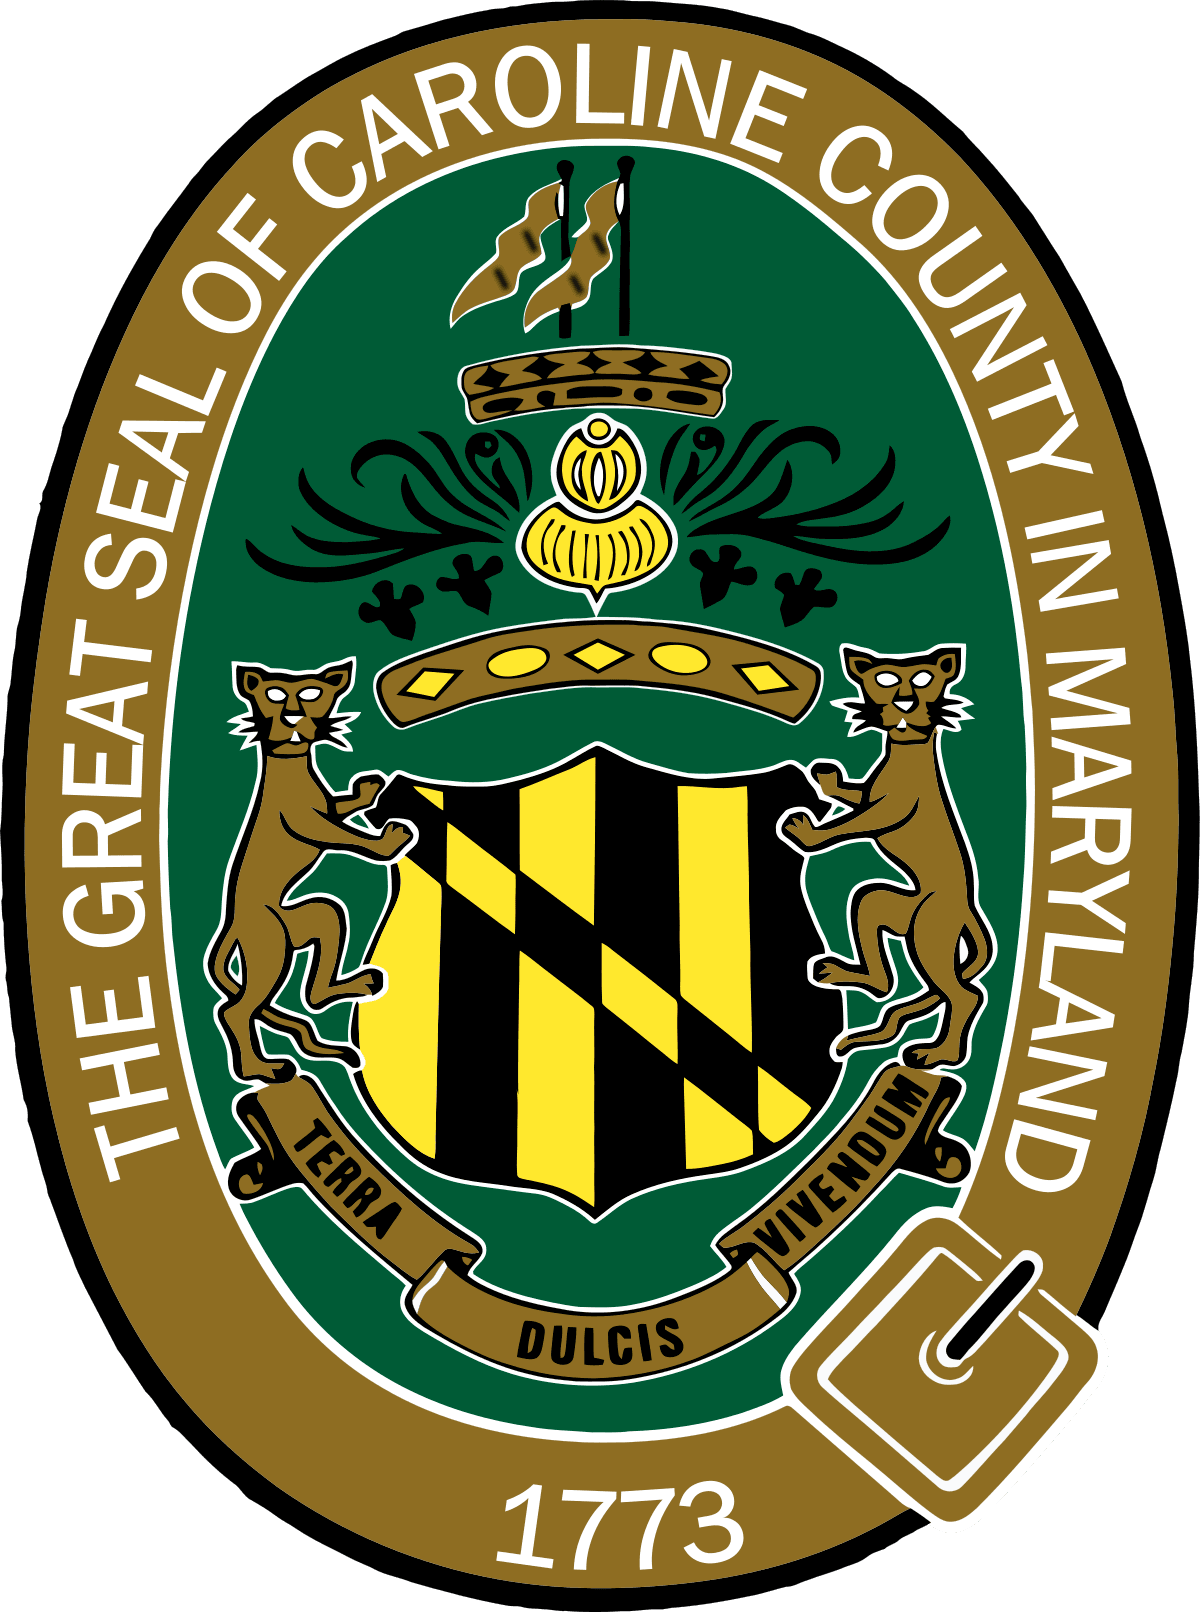 THE GREAT SEAL OF CAROLINE COUNTY IN MARYLAND
TERRA
DULCIS
VIVENDUM
1773